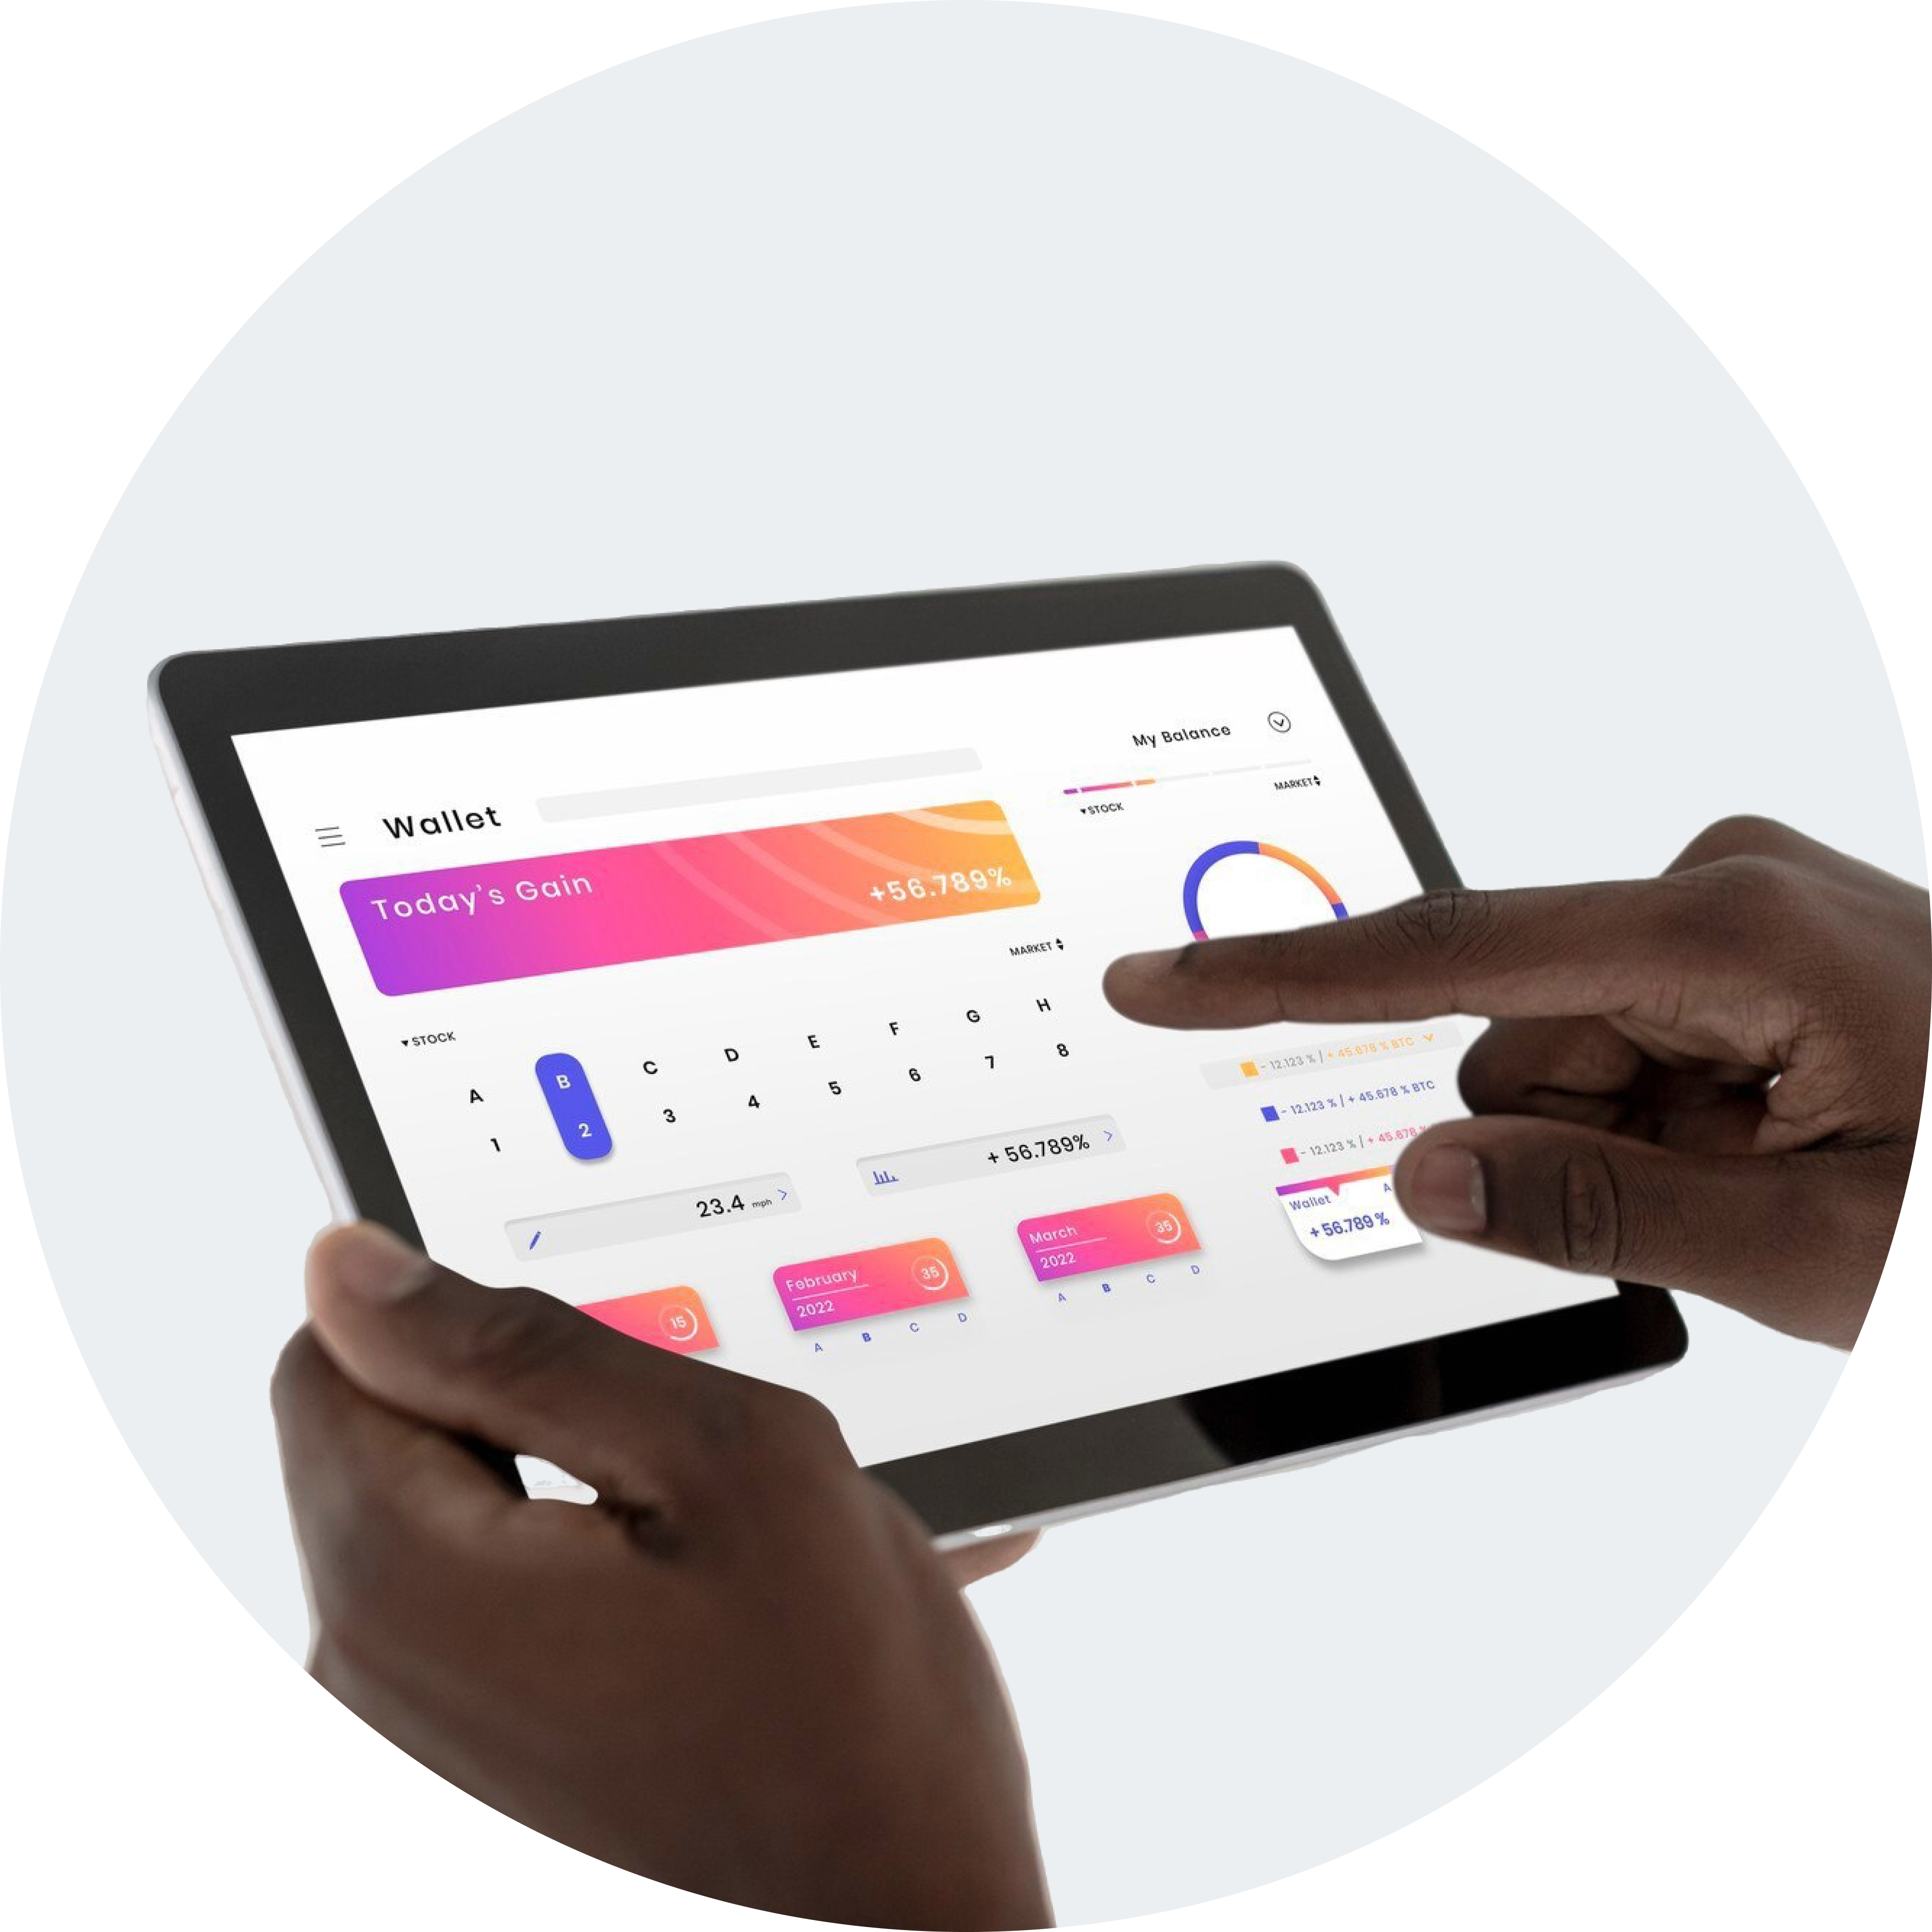 Wallet
Today's Gain
+56.789%
▾STOCK
MARKET
A B C D E F G H
1 2 3 4 5 6 7 8
23.4 mph >
+ 56.789% >
15
February
2022
35
A B C D
March
2022
35
A B C D
My Balance
▾STOCK
MARKET
- 12.123 % | + 45.678 % BTC
- 12.123 % | + 45.678 % BTC
- 12.123 % | + 45.678 %
Wallet A
+ 56.789 %